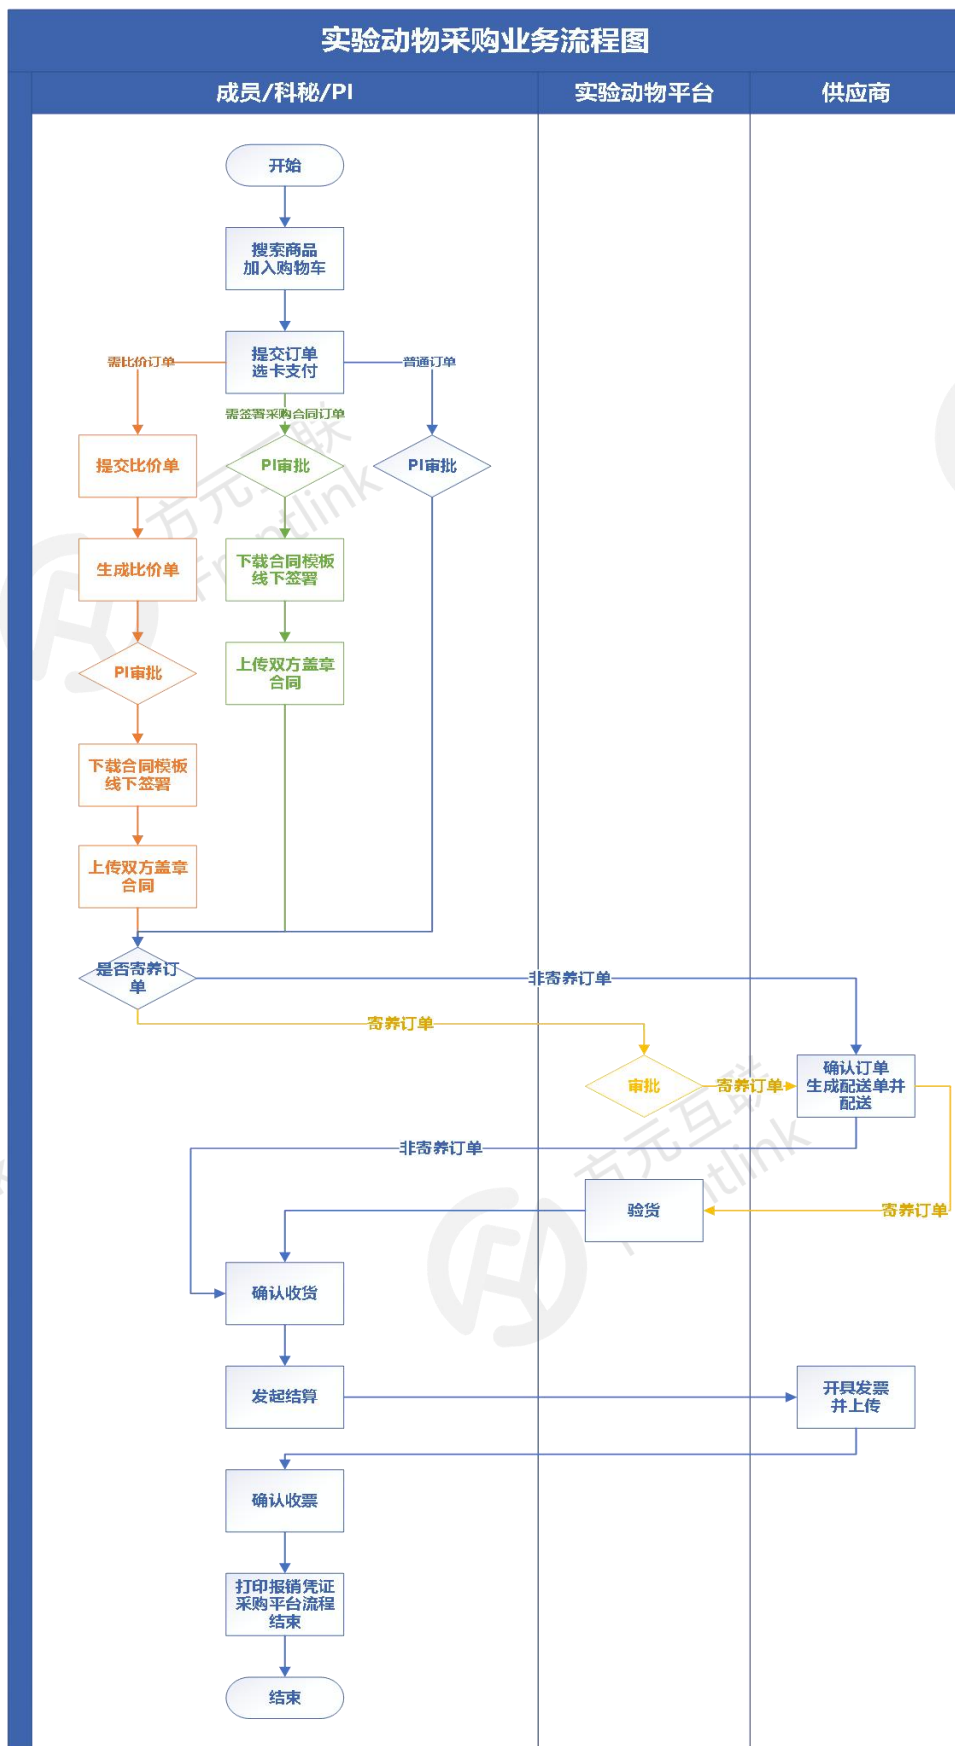 实验动物采购业务流程图
成员/科秘/PI
实验动物平台
供应商
开始
搜索商品
加入购物车
提交订单
选卡支付
需比价订单
普通订单
需签署采购合同订单
提交比价单
PI审批
PI审批
生成比价单
下载合同模板
线下签署
PI审批
上传双方盖章
合同
下载合同模板
线下签署
上传双方盖章
合同
是否寄养订
单
非寄养订单
寄养订单
审批
寄养订单
确认订单
生成配送单并
配送
非寄养订单
验货
寄养订单
确认收货
发起结算
开具发票
并上传
确认收票
打印报销凭证
采购平台流程
结束
结束
方元互联
方元互联